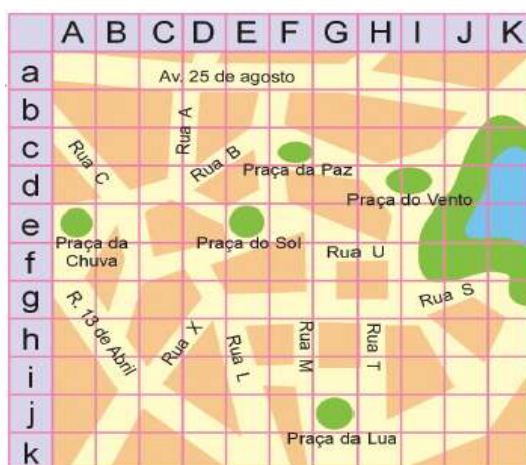 A B C D E F G H I J K
a
Av. 25 de agosto
b
Rua A
c
Rua C
Rua B
Praça da Paz
d
Praça do Vento
e
Praça da
Chuva
Praça do Sol
f
Rua U
g
Rua S
R. 13 de Abril
h
Rua X
Rua L
Rua M
Rua T
i
j
Praça da Lua
k